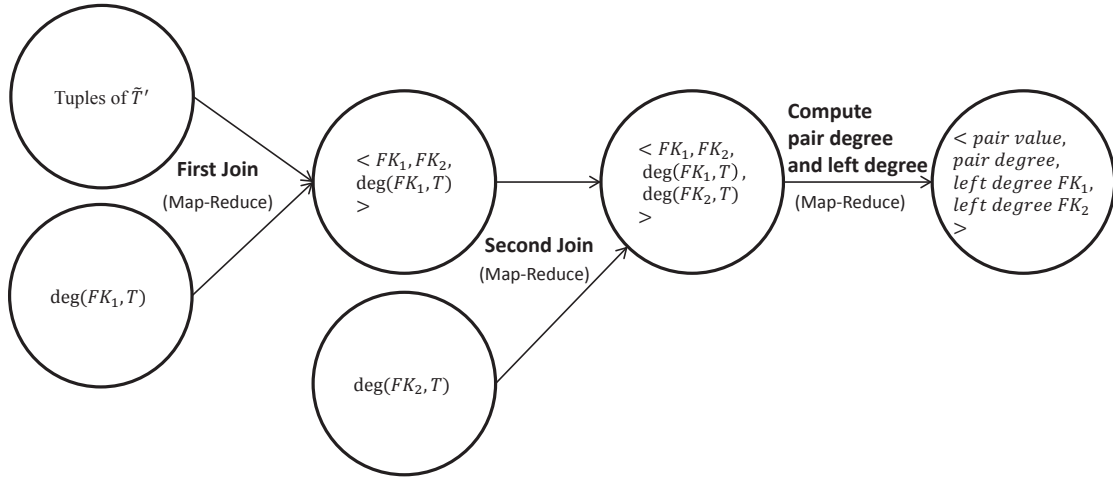 Tuples of T̃′
deg(FK₁, T)
First Join
(Map-Reduce)
< FK₁, FK₂,
deg(FK₁, T)
>
deg(FK₂, T)
Second Join
(Map-Reduce)
< FK₁, FK₂,
deg(FK₁, T) ,
deg(FK₂, T)
>
Compute
pair degree
and left degree
(Map-Reduce)
< pair value,
pair degree,
left degree FK₁,
left degree FK₂
>